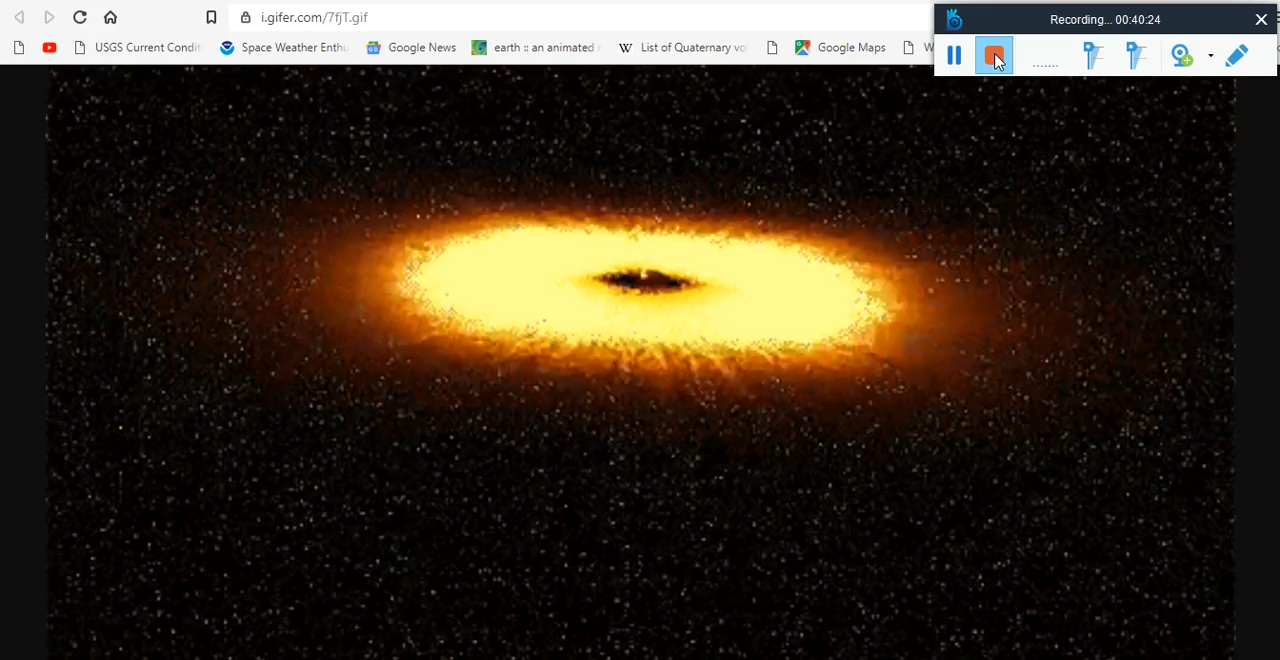 i.gifer.com/7fjT.gif
Recording... 00:40:24
USGS Current Condit
Space Weather Enthu
Google News
earth :: an animated
W
List of Quaternary vo
Google Maps
W